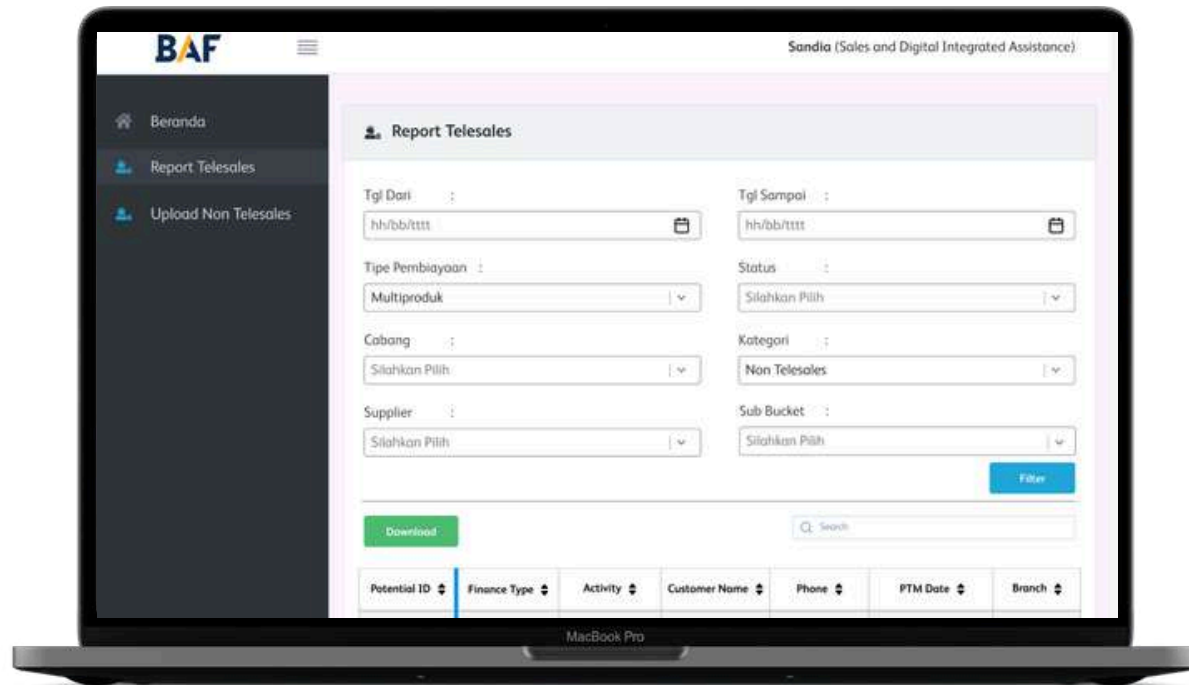 BAF
Sandia (Sales and Digital Integrated Assistance)
Beranda
Report Telesales
Upload Non Telesales
Report Telesales
Tgl Dari :
Tgl Sampai :
hh/bb/tttt
hh/bb/tttt
Tipe Pembiayaan :
Status :
Multiproduk
Silahkan Pilih
Cabang :
Kategori :
Silahkan Pilih
Non Telesales
Supplier :
Sub Bucket :
Silahkan Pilih
Silahkan Pilih
Filter
Download
Search
Potential ID Finance Type Activity Customer Name Phone PTM Date Branch
MacBook Pro